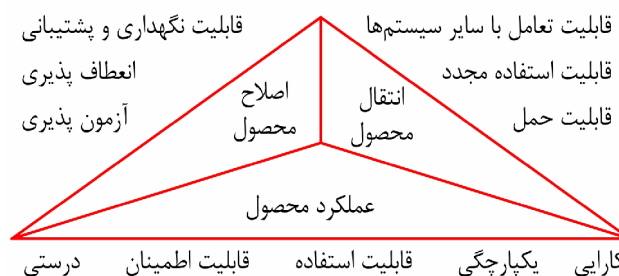 قابلیت تعامل با سایر سیستم‌ها
قابلیت استفاده مجدد
قابلیت حمل
قابلیت نگهداری و پشتیبانی
انعطاف پذیری
آزمون پذیری
انتقال
محصول
اصلاح
محصول
عملکرد محصول
کارایی یکپارچگی قابلیت استفاده قابلیت اطمینان درستی